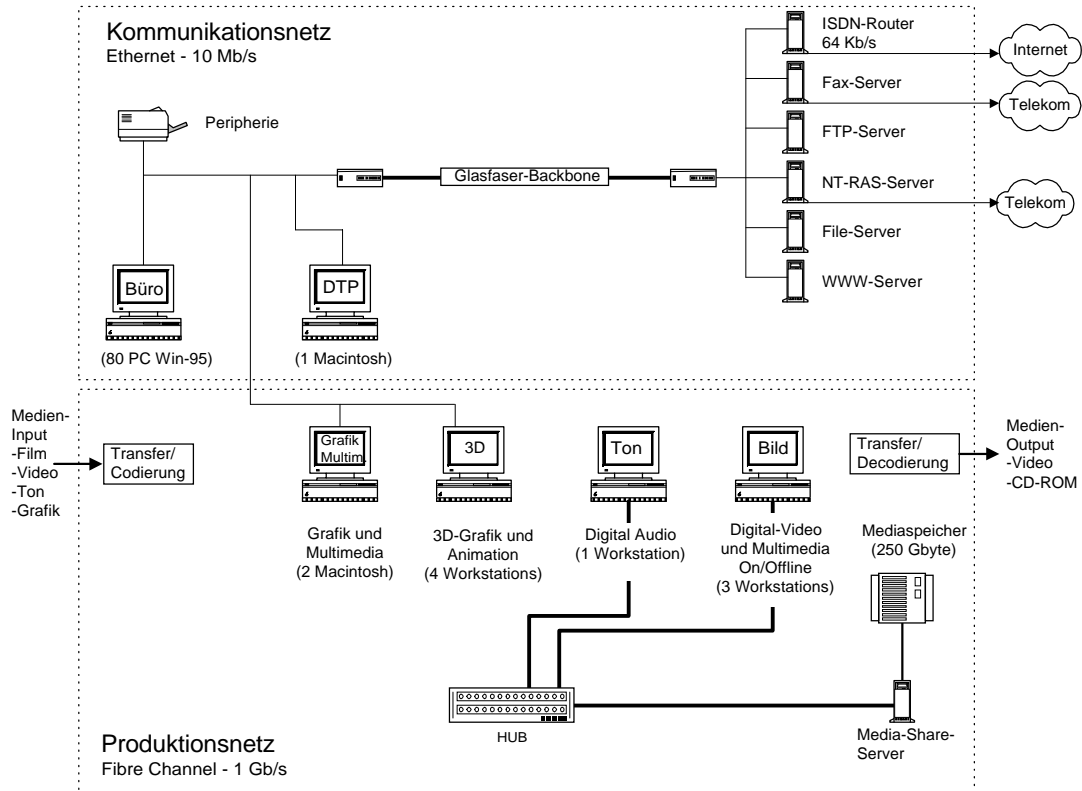 Kommunikationsnetz
Ethernet - 10 Mb/s
Peripherie
Glasfaser-Backbone
ISDN-Router
64 Kb/s
Fax-Server
FTP-Server
NT-RAS-Server
File-Server
WWW-Server
Internet
Telekom
Telekom
Büro
(80 PC Win-95)
DTP
(1 Macintosh)
Medien-
Input
-Film
-Video
-Ton
-Grafik
Transfer/
Codierung
Grafik
Multim.
Grafik und
Multimedia
(2 Macintosh)
3D
3D-Grafik und
Animation
(4 Workstations)
Ton
Digital Audio
(1 Workstation)
Bild
Digital-Video
und Multimedia
On/Offline
(3 Workstations)
Transfer/
Decodierung
Medien-
Output
-Video
-CD-ROM
Mediaspeicher
(250 Gbyte)
HUB
Media-Share-
Server
Produktionsnetz
Fibre Channel - 1 Gb/s